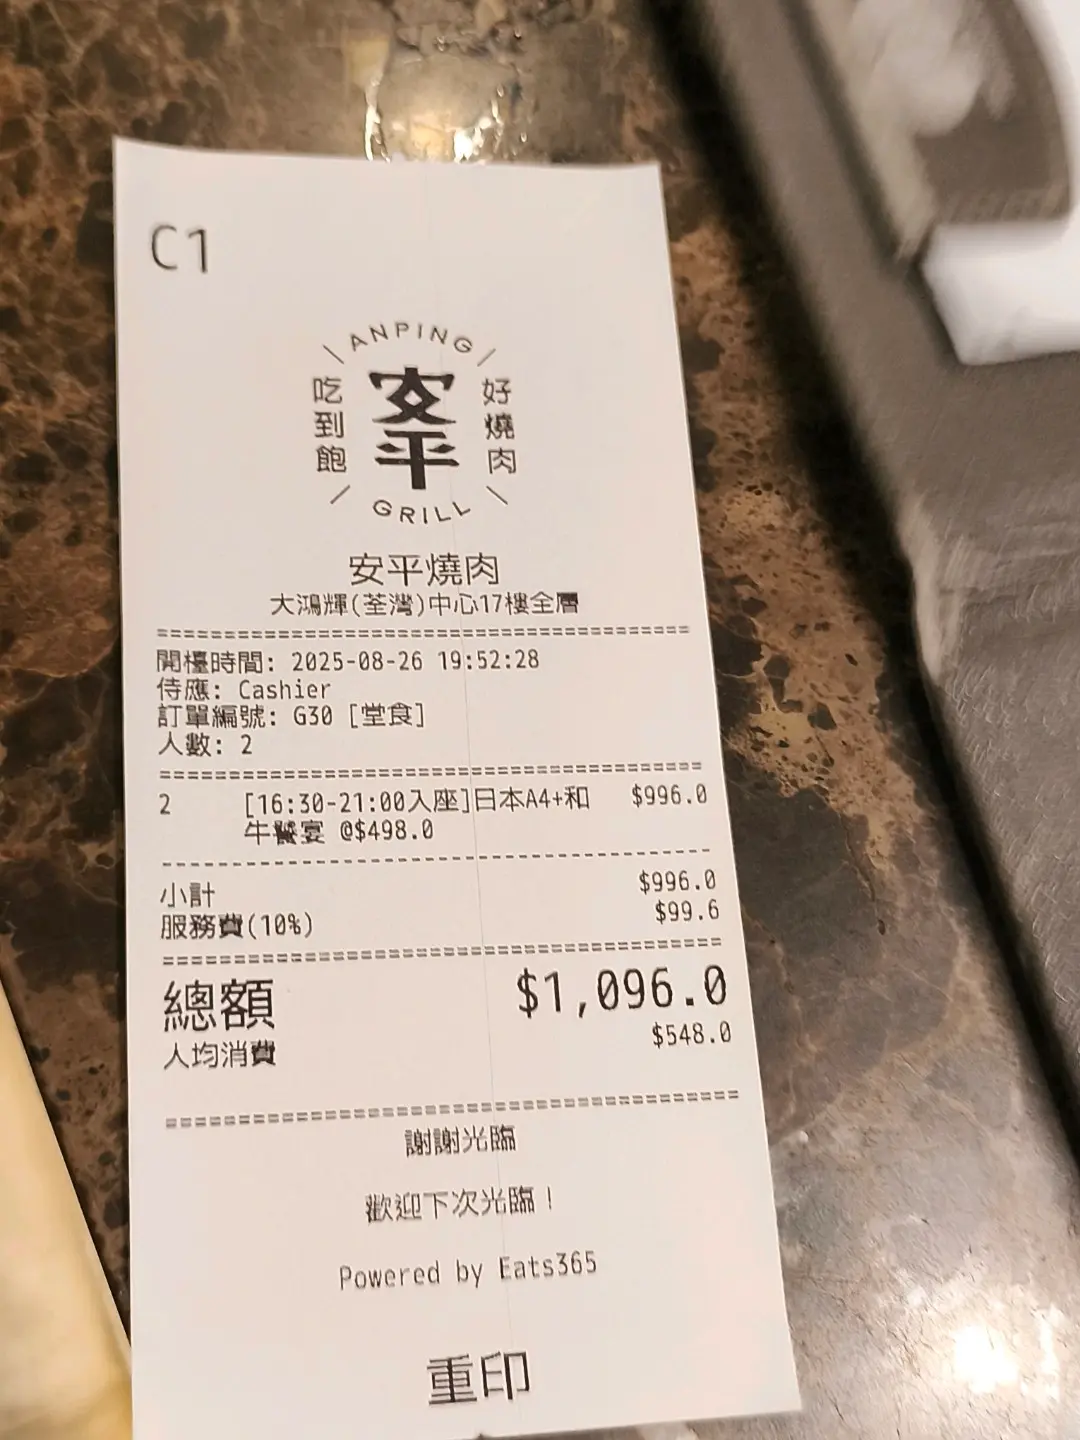 C1
ANPING
吃到飽
安平
好燒肉
GRILL
安平燒肉
大鴻輝(荃灣)中心17樓全層
開檯時間: 2025-08-26 19:52:28
侍應: Cashier
訂單編號: G30 [堂食]
人數: 2
2 [16:30-21:00入座]日本A4+和 $996.0
牛饗宴 @$498.0
小計 $996.0
服務費(10%) $99.6
總額 $1,096.0
人均消費 $548.0
謝謝光臨
歡迎下次光臨！
Powered by Eats365
重印